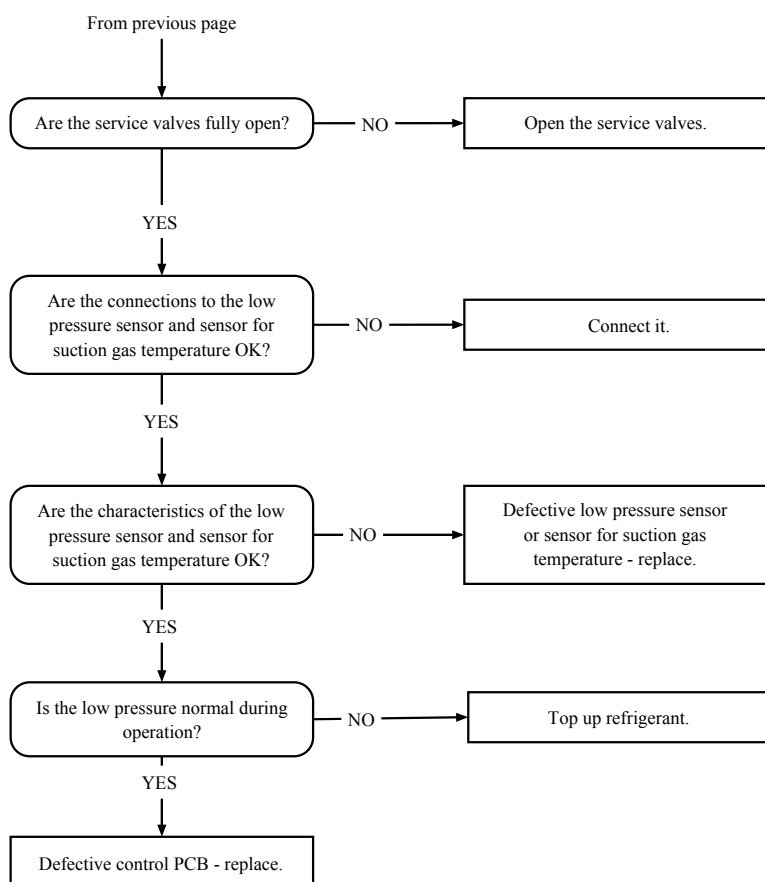 From previous page
Are the service valves fully open?
NO
Open the service valves.
YES
Are the connections to the low
pressure sensor and sensor for
suction gas temperature OK?
NO
Connect it.
YES
Are the characteristics of the low
pressure sensor and sensor for
suction gas temperature OK?
NO
Defective low pressure sensor
or sensor for suction gas
temperature - replace.
YES
Is the low pressure normal during
operation?
NO
Top up refrigerant.
YES
Defective control PCB - replace.